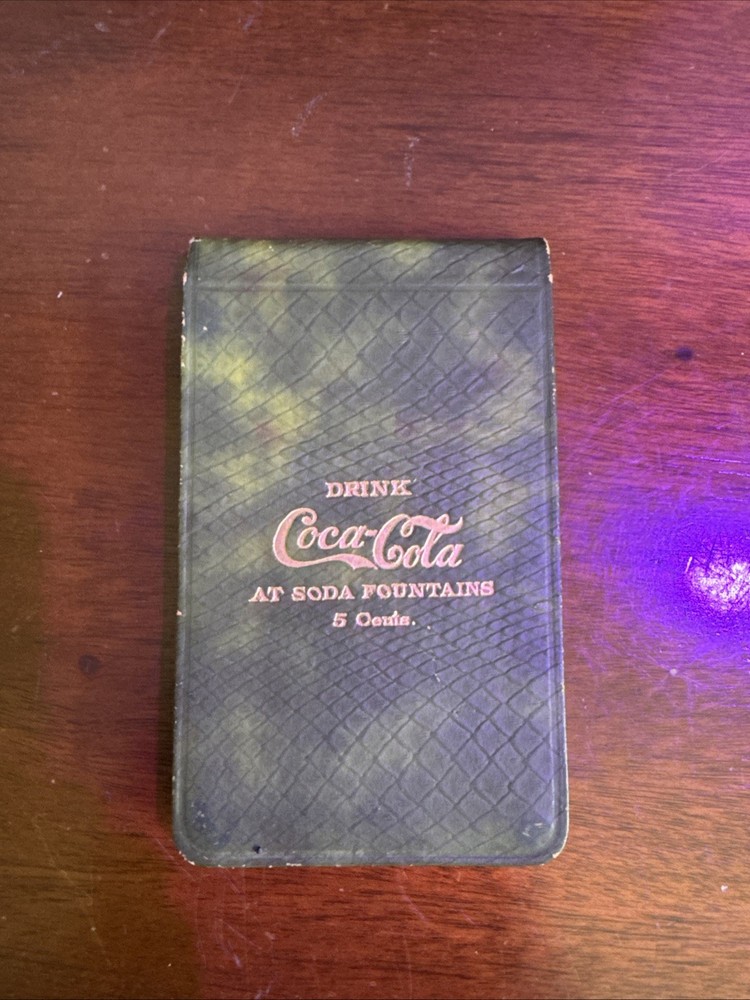 DRINK
Coca-Cola
AT SODA FOUNTAINS
5 Cents.